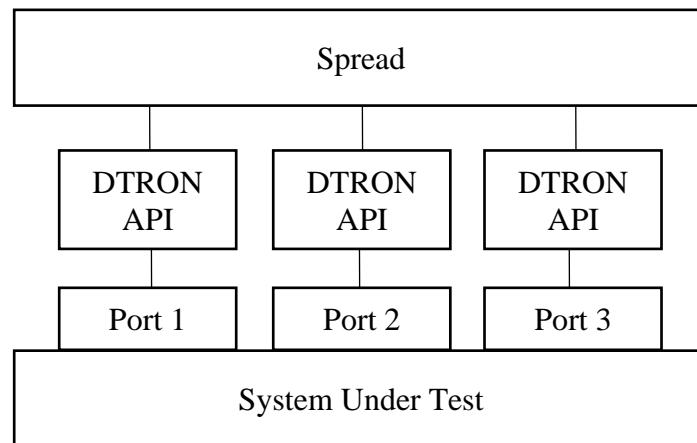 Spread
DTRON
API
DTRON
API
DTRON
API
Port 1
Port 2
Port 3
System Under Test